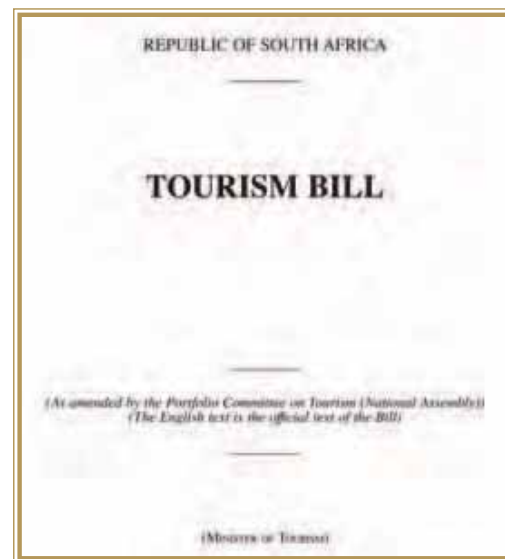 REPUBLIC OF SOUTH AFRICA
TOURISM BILL
(As amended by the Portfolio Committee on Tourism (National Assembly))
(The English text is the official text of the Bill)
(MINISTER OF TOURISM)